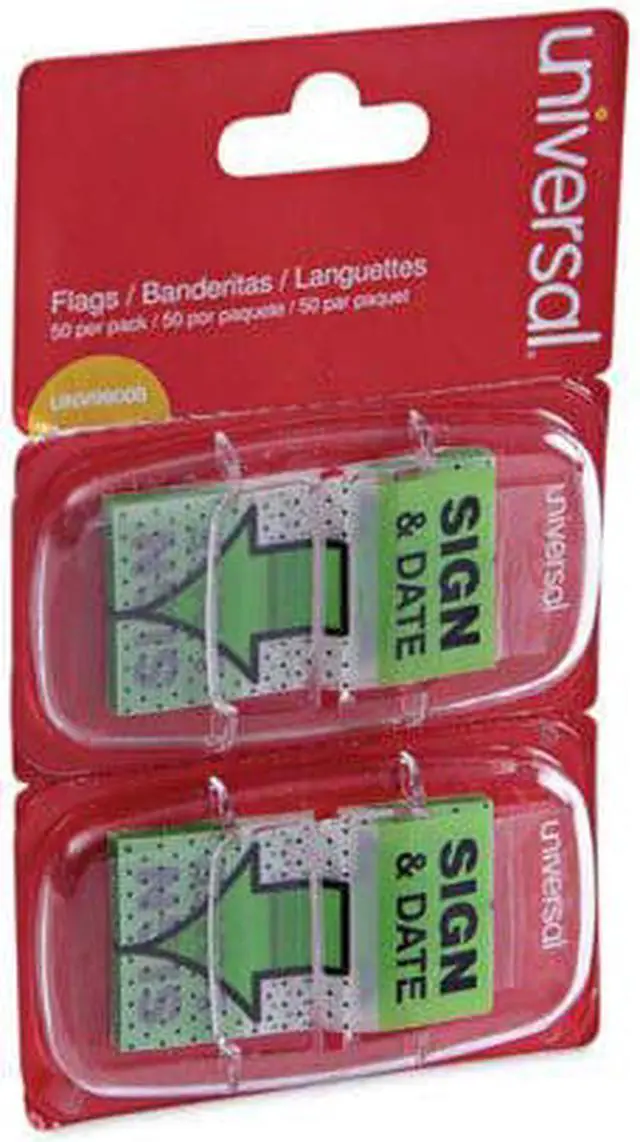 universal
Flags / Banderitas / Languettes
50 per pack / 50 por paquete / 50 par paquet
universal
SIGN
& DATE
universal
SIGN
& DATE